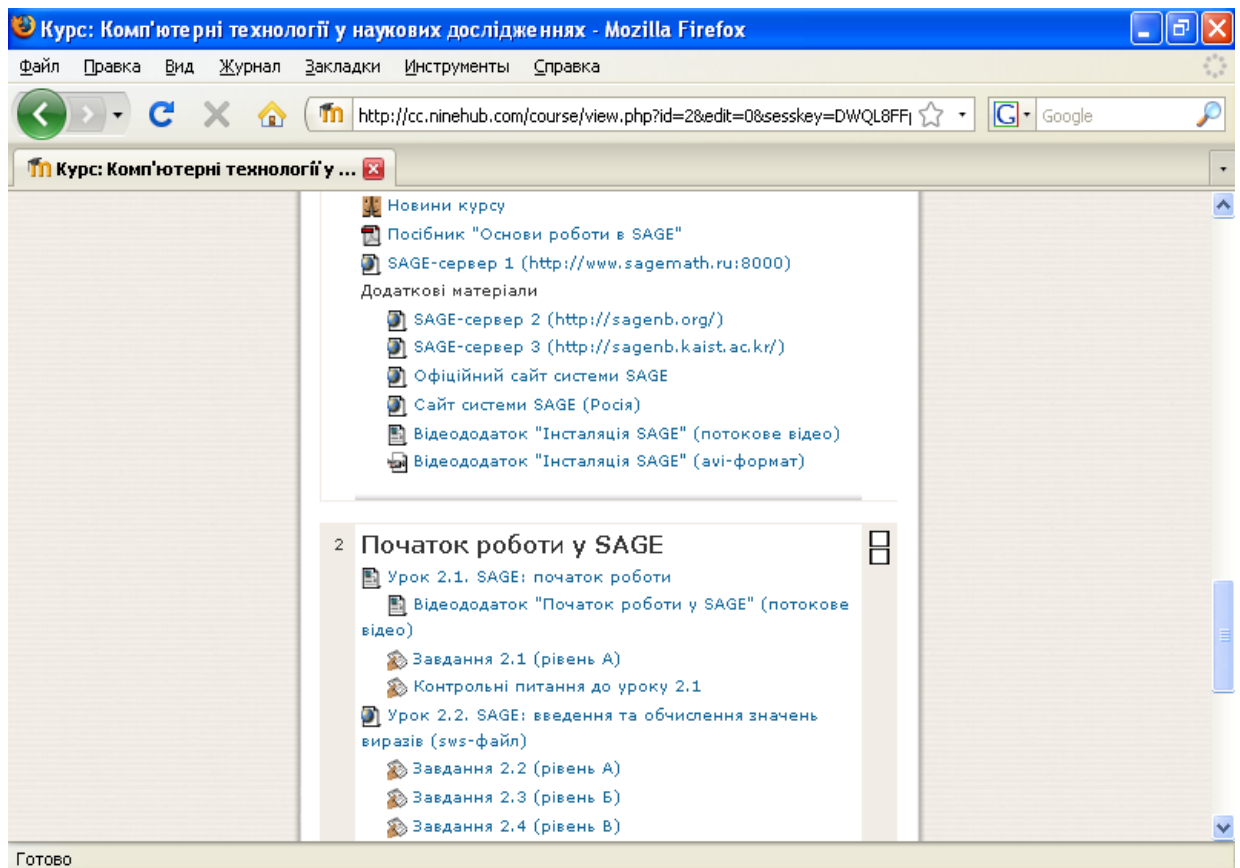 Курс: Комп'ютерні технології у наукових дослідженнях - Mozilla Firefox
Файл Правка Вид Журнал Закладки Инструменты Справка
http://cc.ninehub.com/course/view.php?id=2&edit=0&sesskey=DWQL8FF
Google
Курс: Комп'ютерні технології у ...
Новини курсу
Посібник "Основи роботи в SAGE"
SAGE-сервер 1 (http://www.sagemath.ru:8000)
Додаткові матеріали
SAGE-сервер 2 (http://sagenb.org/)
SAGE-сервер 3 (http://sagenb.kaist.ac.kr/)
Офіційний сайт системи SAGE
Сайт системи SAGE (Росія)
Відеододаток "Інсталяція SAGE" (потокове відео)
Відеододаток "Інсталяція SAGE" (avi-формат)
2 Початок роботи у SAGE
Урок 2.1. SAGE: початок роботи
Відеододаток "Початок роботи у SAGE" (потокове
відео)
Завдання 2.1 (рівень А)
Контрольні питання до уроку 2.1
Урок 2.2. SAGE: введення та обчислення значень
виразів (sws-файл)
Завдання 2.2 (рівень А)
Завдання 2.3 (рівень Б)
Завдання 2.4 (рівень В)
Готово